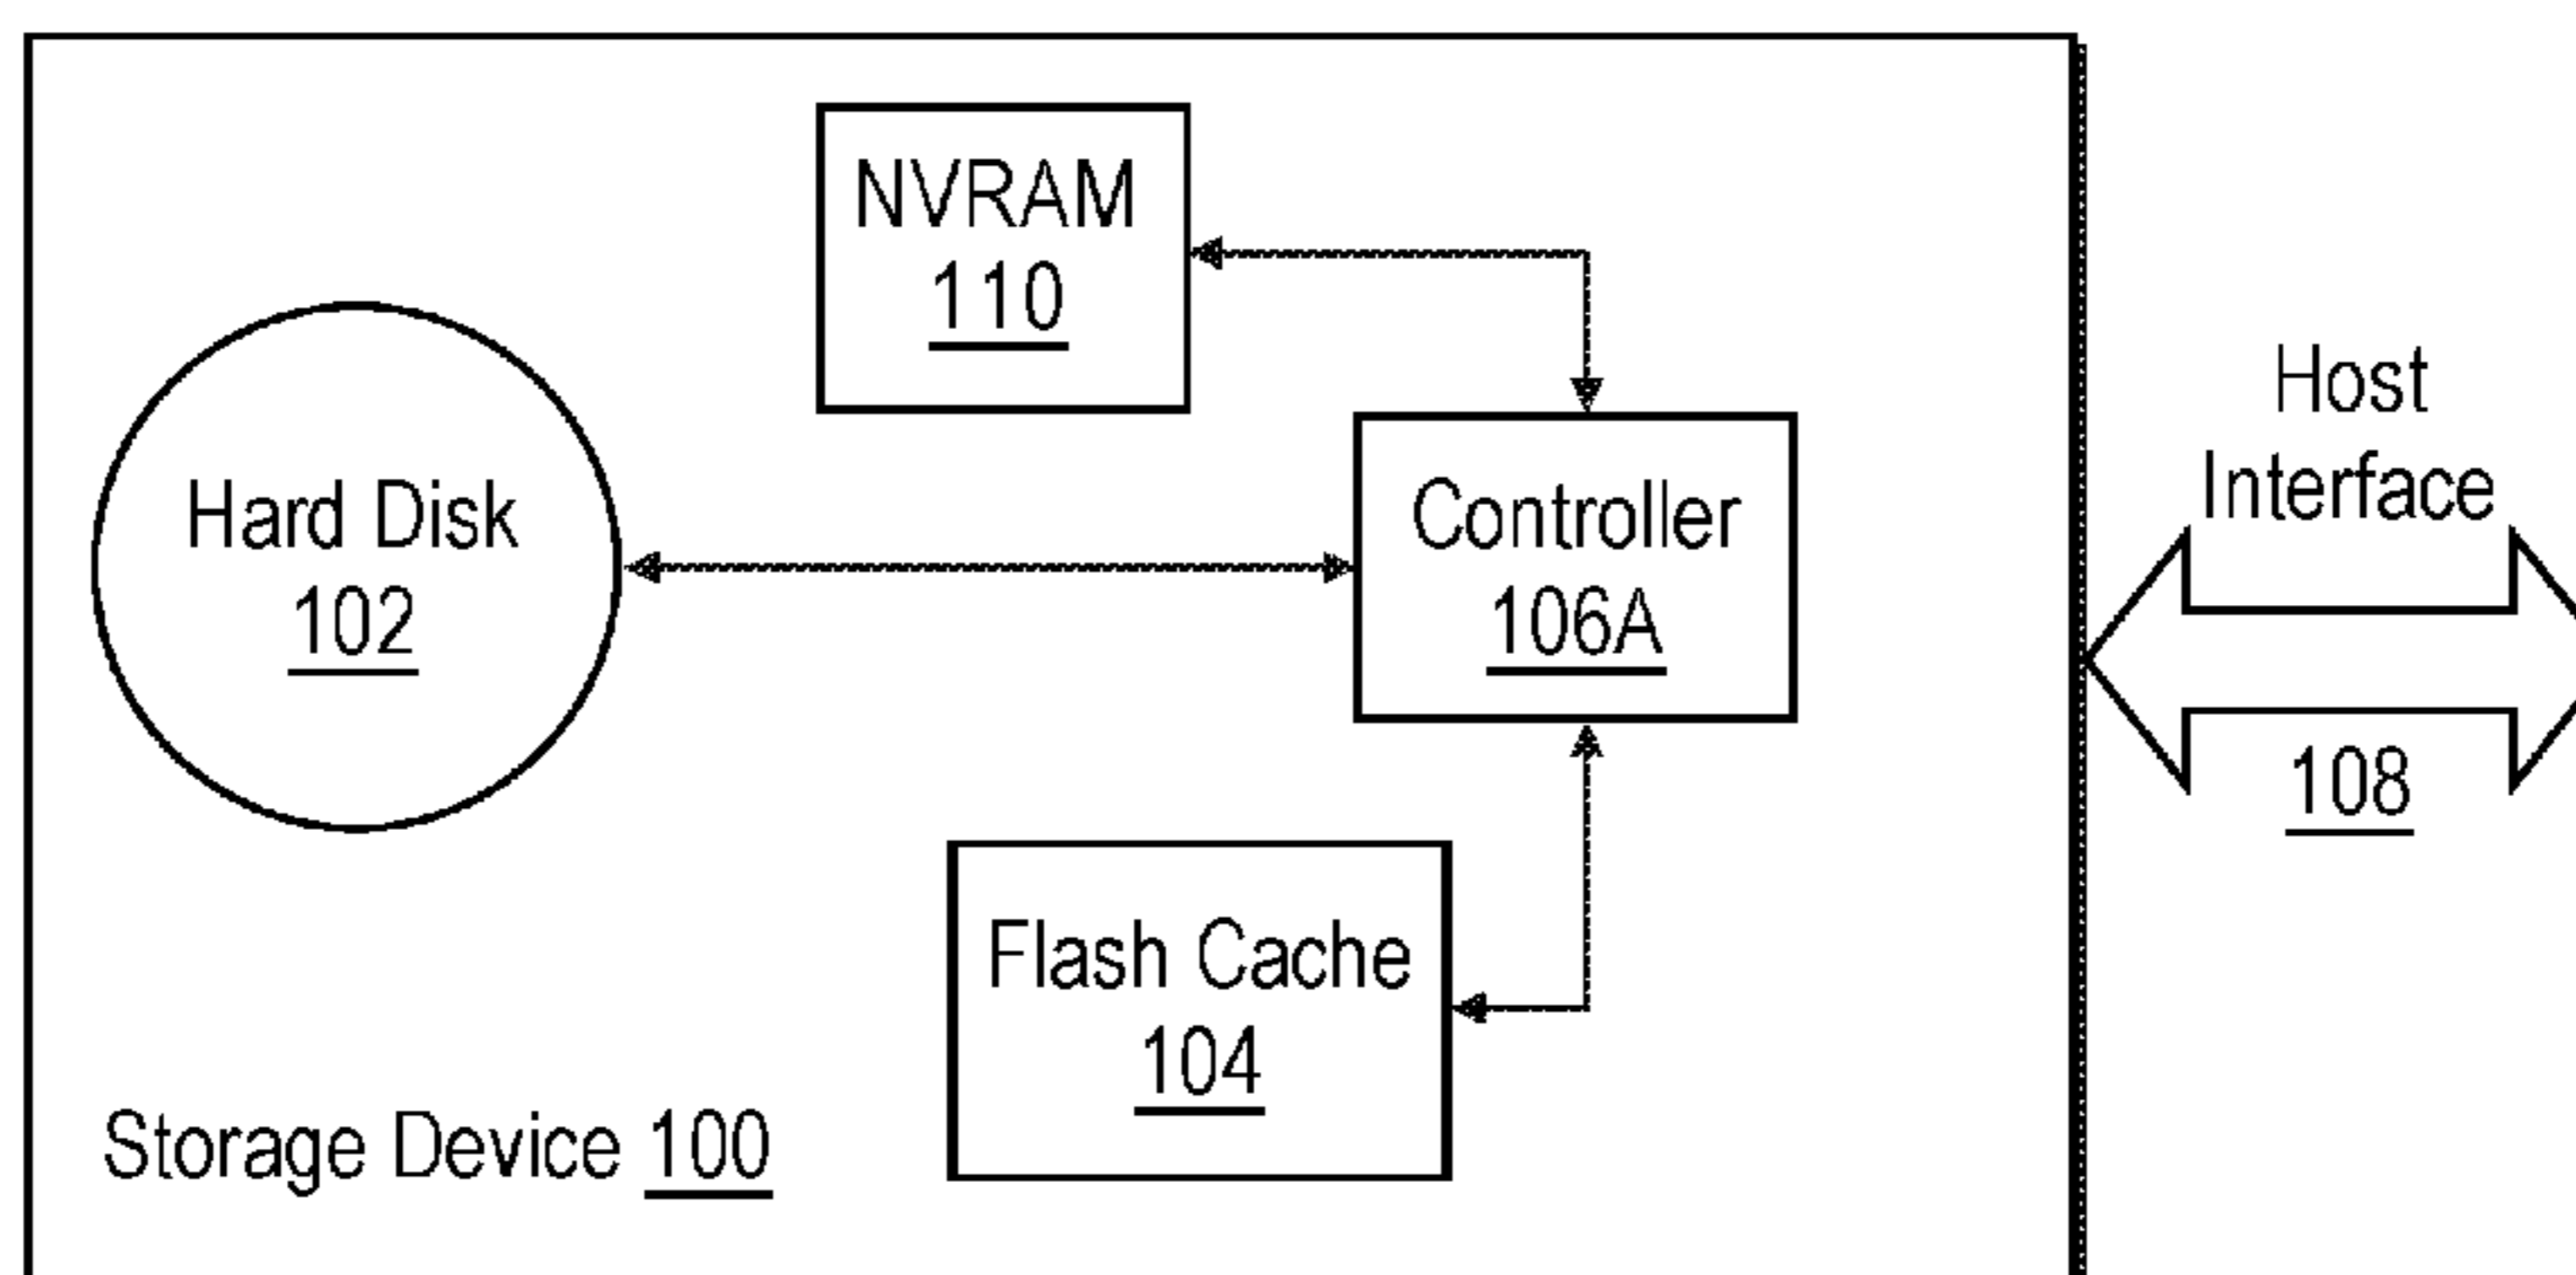 NVRAM
110
Hard Disk
102
Controller
106A
Host
Interface
108
Flash Cache
104
Storage Device 100